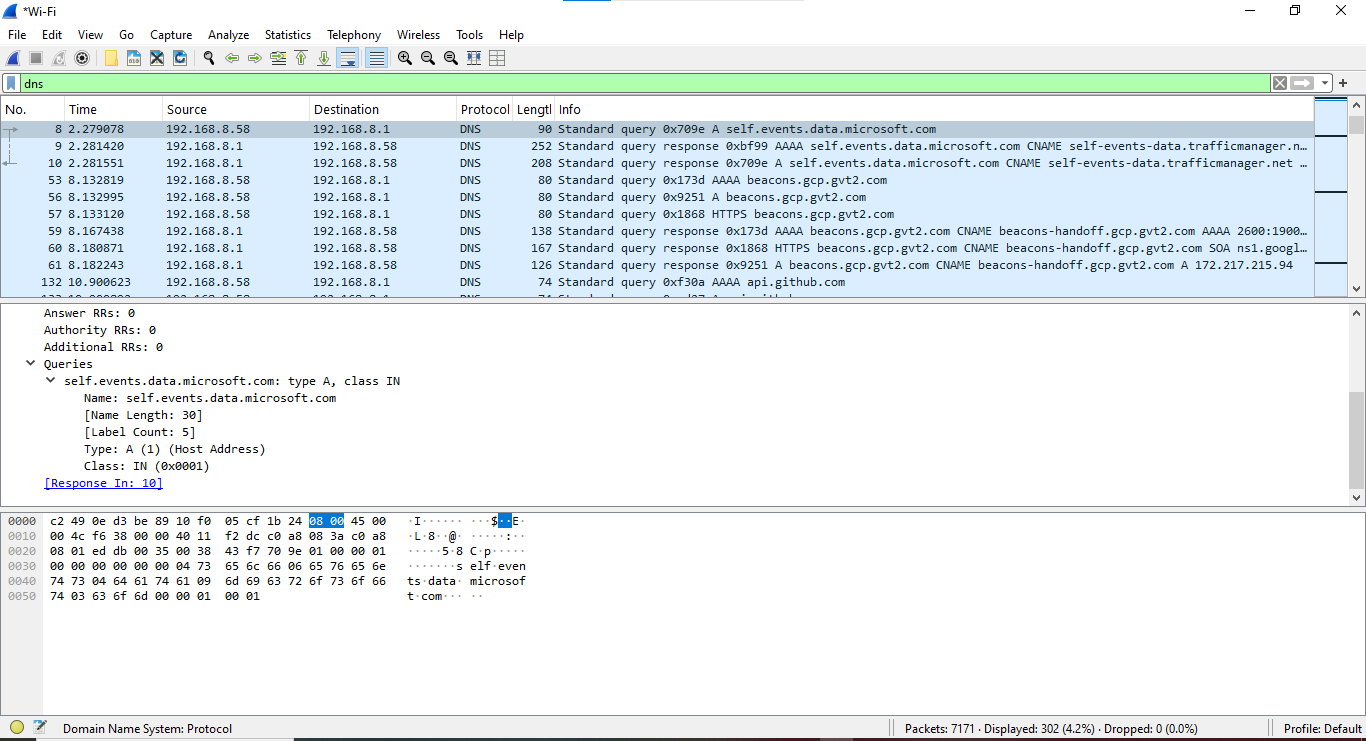 *Wi-Fi
File Edit View Go Capture Analyze Statistics Telephony Wireless Tools Help
dns
No. Time Source Destination Protocol Lengtl Info
8 2.279078 192.168.8.58 192.168.8.1 DNS 90 Standard query 0x709e A self.events.data.microsoft.com
9 2.281420 192.168.8.1 192.168.8.58 DNS 252 Standard query response 0xbf99 AAAA self.events.data.microsoft.com CNAME self-events-data.trafficmanager.n…
10 2.281551 192.168.8.1 192.168.8.58 DNS 208 Standard query response 0x709e A self.events.data.microsoft.com CNAME self-events-data.trafficmanager.net …
53 8.132819 192.168.8.58 192.168.8.1 DNS 80 Standard query 0x173d AAAA beacons.gcp.gvt2.com
56 8.132995 192.168.8.58 192.168.8.1 DNS 80 Standard query 0x9251 A beacons.gcp.gvt2.com
57 8.133120 192.168.8.58 192.168.8.1 DNS 80 Standard query 0x1868 HTTPS beacons.gcp.gvt2.com
59 8.167438 192.168.8.1 192.168.8.58 DNS 138 Standard query response 0x173d AAAA beacons.gcp.gvt2.com CNAME beacons-handoff.gcp.gvt2.com AAAA 2600:1900…
60 8.180871 192.168.8.1 192.168.8.58 DNS 167 Standard query response 0x1868 HTTPS beacons.gcp.gvt2.com CNAME beacons-handoff.gcp.gvt2.com SOA ns1.googl…
61 8.182243 192.168.8.1 192.168.8.58 DNS 126 Standard query response 0x9251 A beacons.gcp.gvt2.com CNAME beacons-handoff.gcp.gvt2.com A 172.217.215.94
132 10.900623 192.168.8.58 192.168.8.1 DNS 74 Standard query 0xf30a AAAA api.github.com
Answer RRs: 0
Authority RRs: 0
Additional RRs: 0
Queries
self.events.data.microsoft.com: type A, class IN
Name: self.events.data.microsoft.com
[Name Length: 30]
[Label Count: 5]
Type: A (1) (Host Address)
Class: IN (0x0001)
[Response In: 10]
0000 c2 49 0e d3 be 89 10 f0 05 cf 1b 24 08 00 45 00 ·I······ ···$··E·
0010 00 4c f6 38 00 00 40 11 f2 dc c0 a8 08 3a c0 a8 ·L·8··@· ·····:··
0020 08 01 ed db 00 35 00 38 43 f7 70 9e 01 00 00 01 ·····5·8 C·p·····
0030 00 00 00 00 00 00 04 73 65 6c 66 06 65 76 65 6e ·······s elf·even
0040 74 73 04 64 61 74 61 09 6d 69 63 72 6f 73 6f 66 ts·data· microsof
0050 74 03 63 6f 6d 00 00 01 00 01 t·com··· ··
Domain Name System: Protocol Packets: 7171 · Displayed: 302 (4.2%) · Dropped: 0 (0.0%) Profile: Default